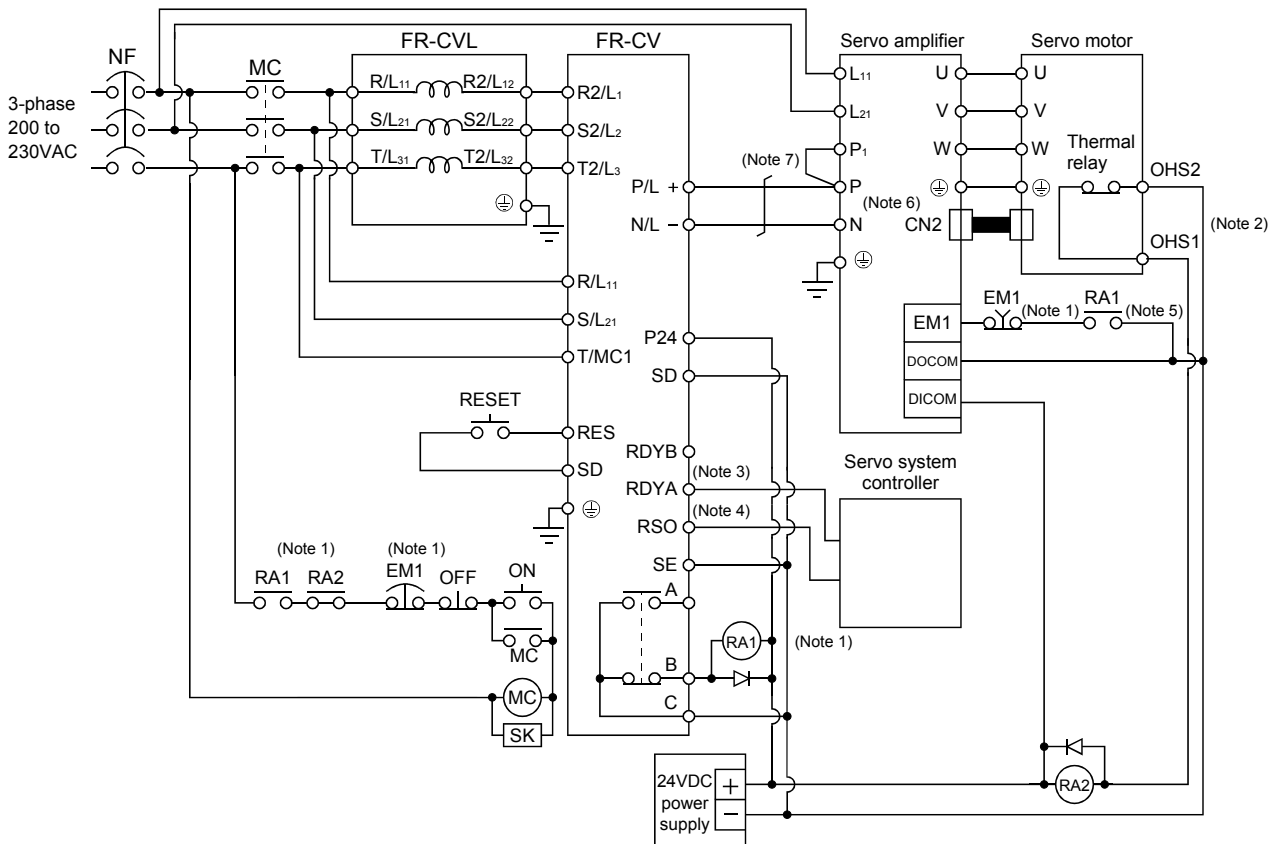 FR-CVL
FR-CV
Servo amplifier
Servo motor
NF
MC
3-phase
200 to
230VAC
R/L11
R2/L12
S/L21
S2/L22
T/L31
T2/L32
R2/L1
S2/L2
T2/L3
P/L +
N/L −
(Note 7)
L11
L21
P1
P
N
(Note 6)
U
V
W
CN2
U
V
W
Thermal
relay
OHS2
OHS1
(Note 2)
R/L11
S/L21
T/MC1
P24
SD
EM1
DOCOM
DICOM
EM1
(Note 1)
RA1
(Note 5)
RESET
RES
SD
RDYB
RDYA
(Note 3)
RSO
(Note 4)
SE
Servo system
controller
(Note 1)
RA1
RA2
(Note 1)
EM1
OFF
ON
MC
MC
SK
A
B
C
RA1
(Note 1)
24VDC
power
supply
+
−
RA2